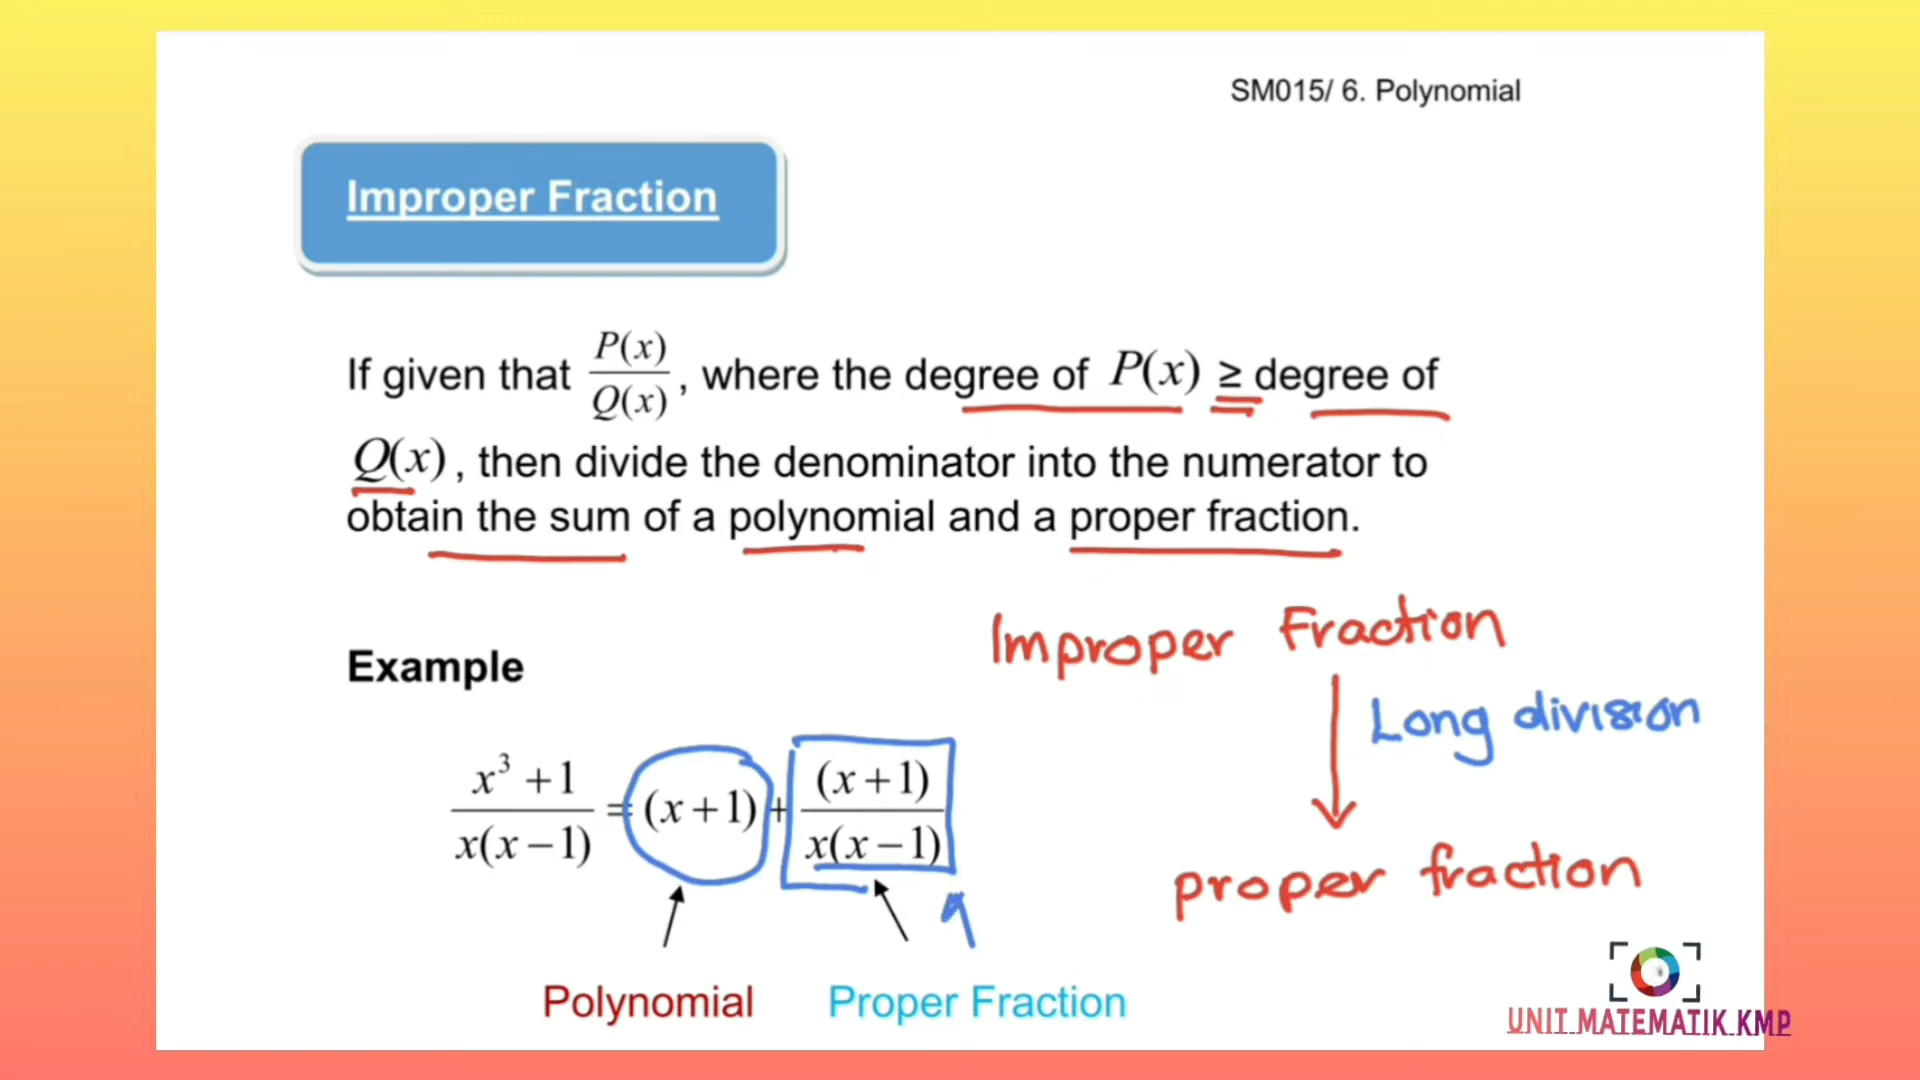 SM015/ 6. Polynomial
Improper Fraction
If given that P(x)/Q(x), where the degree of P(x) ≥ degree of
Q(x), then divide the denominator into the numerator to
obtain the sum of a polynomial and a proper fraction.
Improper Fraction
Example
Long division
x³ +1 / x(x−1) = (x+1) + (x+1) / x(x−1)
proper fraction
Polynomial Proper Fraction
UNIT.MATEMATIK.KMP